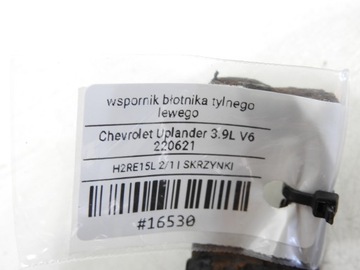 wspornik błotnika tylnego
lewego
Chevrolet Uplander 3.9L V6
220621
H2RE15L 2/1 I SKRZYNKI
#16530